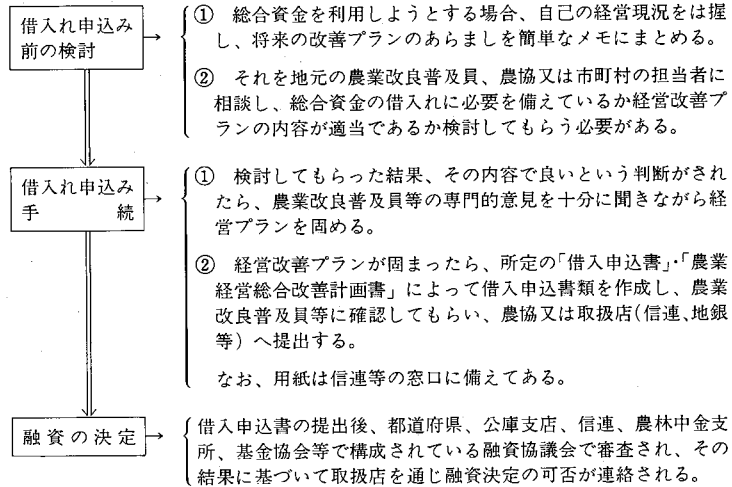 借入れ申込み
前の検討
① 総合資金を利用しようとする場合、自己の経営現況をは握
し、将来の改善プランのあらましを簡単なメモにまとめる。
② それを地元の農業改良普及員、農協又は市町村の担当者に
相談し、総合資金の借入れに必要を備えているか経営改善プ
ランの内容が適当であるか検討してもらう必要がある。
借入れ申込み
手続
① 検討してもらった結果、その内容で良いという判断がされ
たら、農業改良普及員等の専門的意見を十分に聞きながら経
営プランを固める。
② 経営改善プランが固まったら、所定の「借入申込書」・「農業
経営総合改善計画書」によって借入申込書類を作成し、農業
改良普及員等に確認してもらい、農協又は取扱店(信連、地銀
等)へ提出する。
なお、用紙は信連等の窓口に備えてある。
融資の決定
借入申込書の提出後、都道府県、公庫支店、信連、農林中金支
所、基金協会等で構成されている融資協議会で審査され、その
結果に基づいて取扱店を通じ融資決定の可否が連絡される。